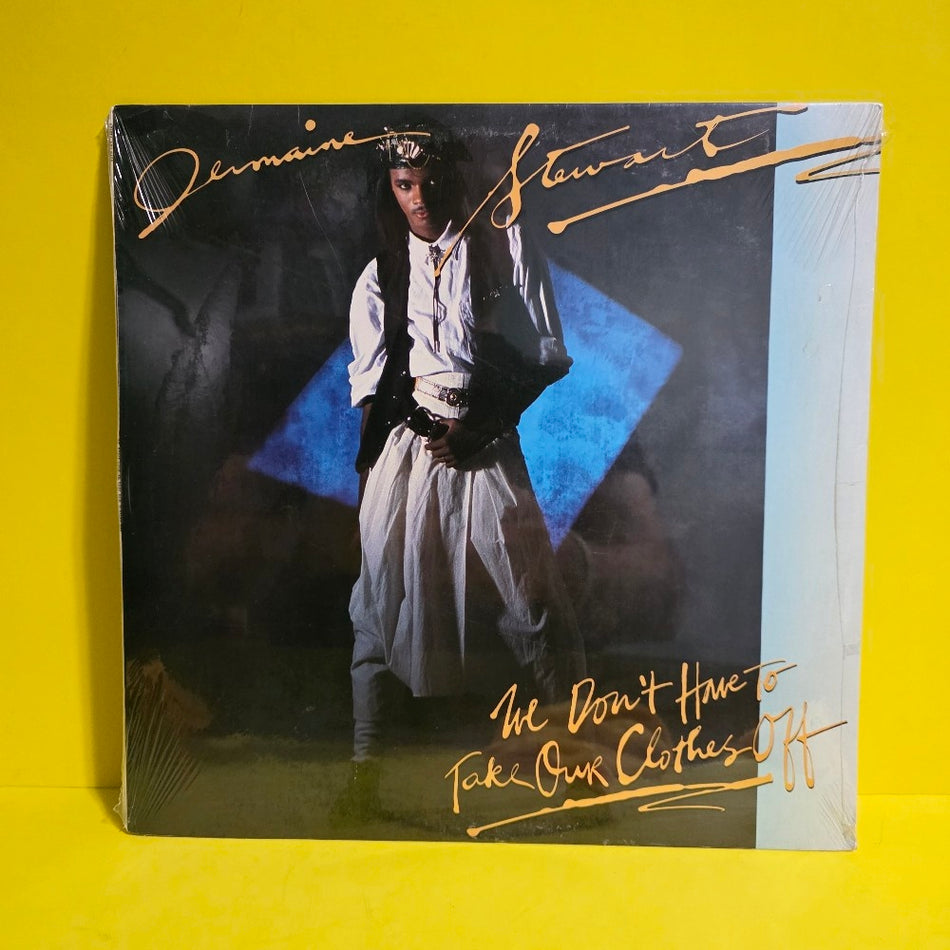 Jermaine Stewart
We Don't Have To
Take Our Clothes Off